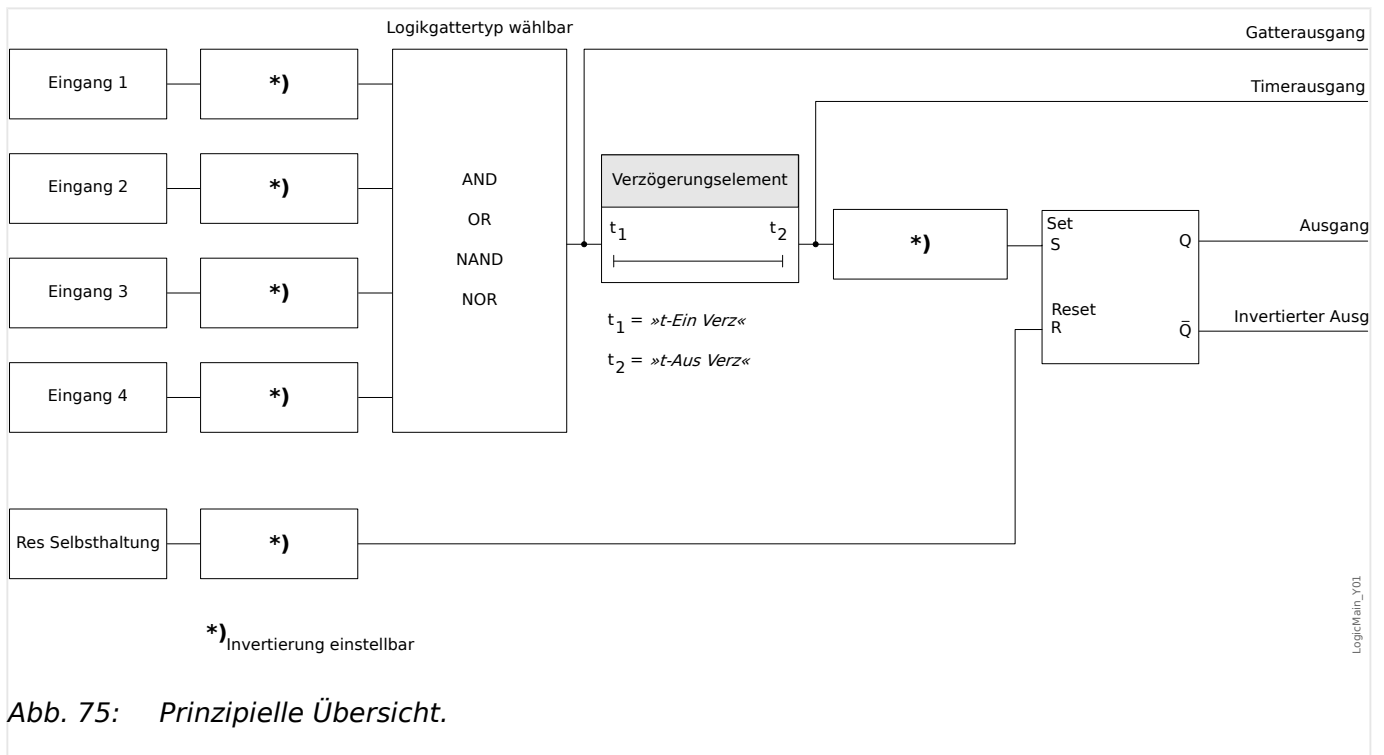 Logikgattertyp wählbar
Gatterausgang
Timerausgang
Eingang 1
*)
Eingang 2
*)
AND
OR
NAND
NOR
Verzögerungselement
t1
t2
*)
Set
S
Q
Ausgang
Eingang 3
*)
t1 = »t-Ein Verz«
t2 = »t-Aus Verz«
Reset
R
Q̅
Invertierter Ausg
Eingang 4
*)
Res Selbsthaltung
*)
*) Invertierung einstellbar
LogicMain_Y01
Abb. 75: Prinzipielle Übersicht.